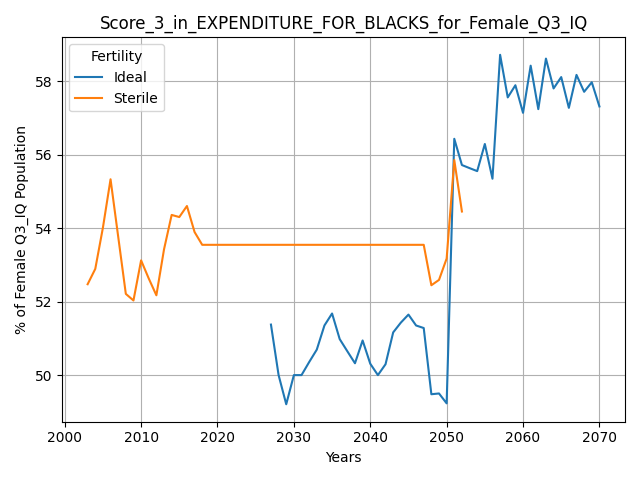 Score_3_in_EXPENDITURE_FOR_BLACKS_for_Female_Q3_IQ
Fertility
Ideal
Sterile
% of Female Q3_IQ Population
58
56
54
52
50
2000 2010 2020 2030 2040 2050 2060 2070
Years